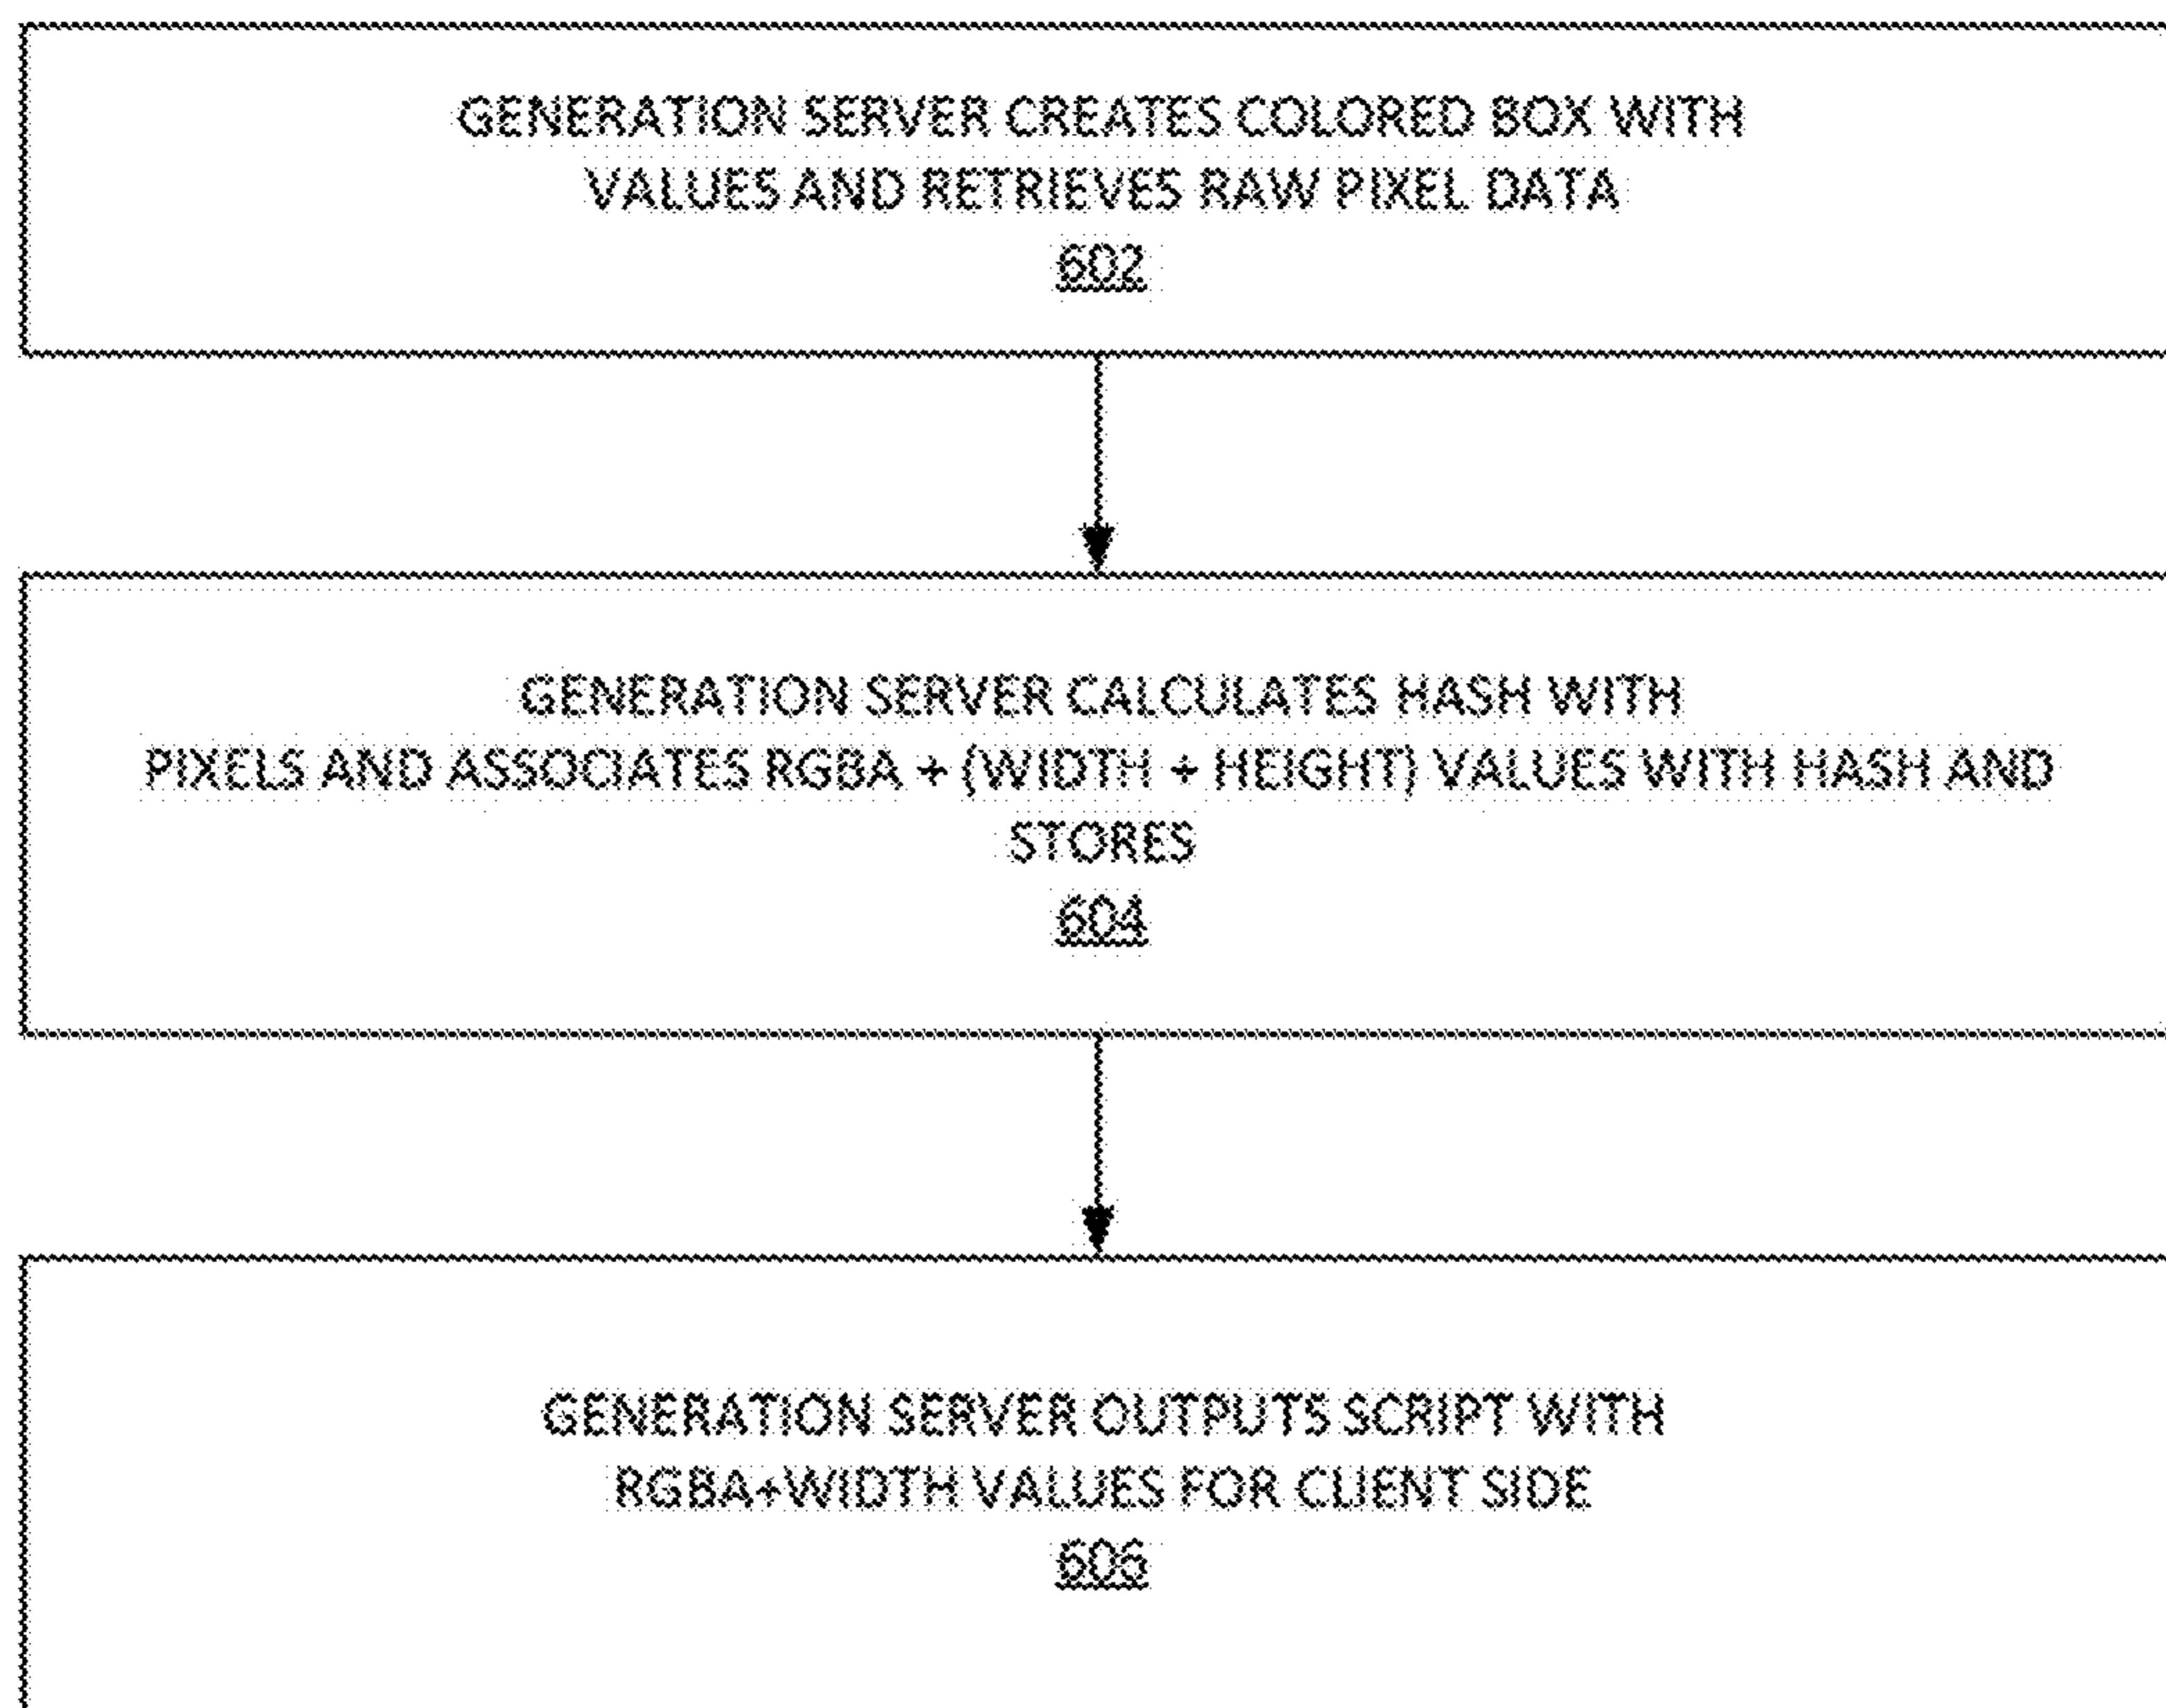 GENERATION SERVER CREATES COLORED BOX WITH
VALUES AND RETRIEVES RAW PIXEL DATA
602
GENERATION SERVER CALCULATES HASH WITH
PIXELS AND ASSOCIATES RGBA + (WIDTH + HEIGHT) VALUES WITH HASH AND
STORES
604
GENERATION SERVER OUTPUTS SCRIPT WITH
RGBA+WIDTH VALUES FOR CLIENT SIDE
606